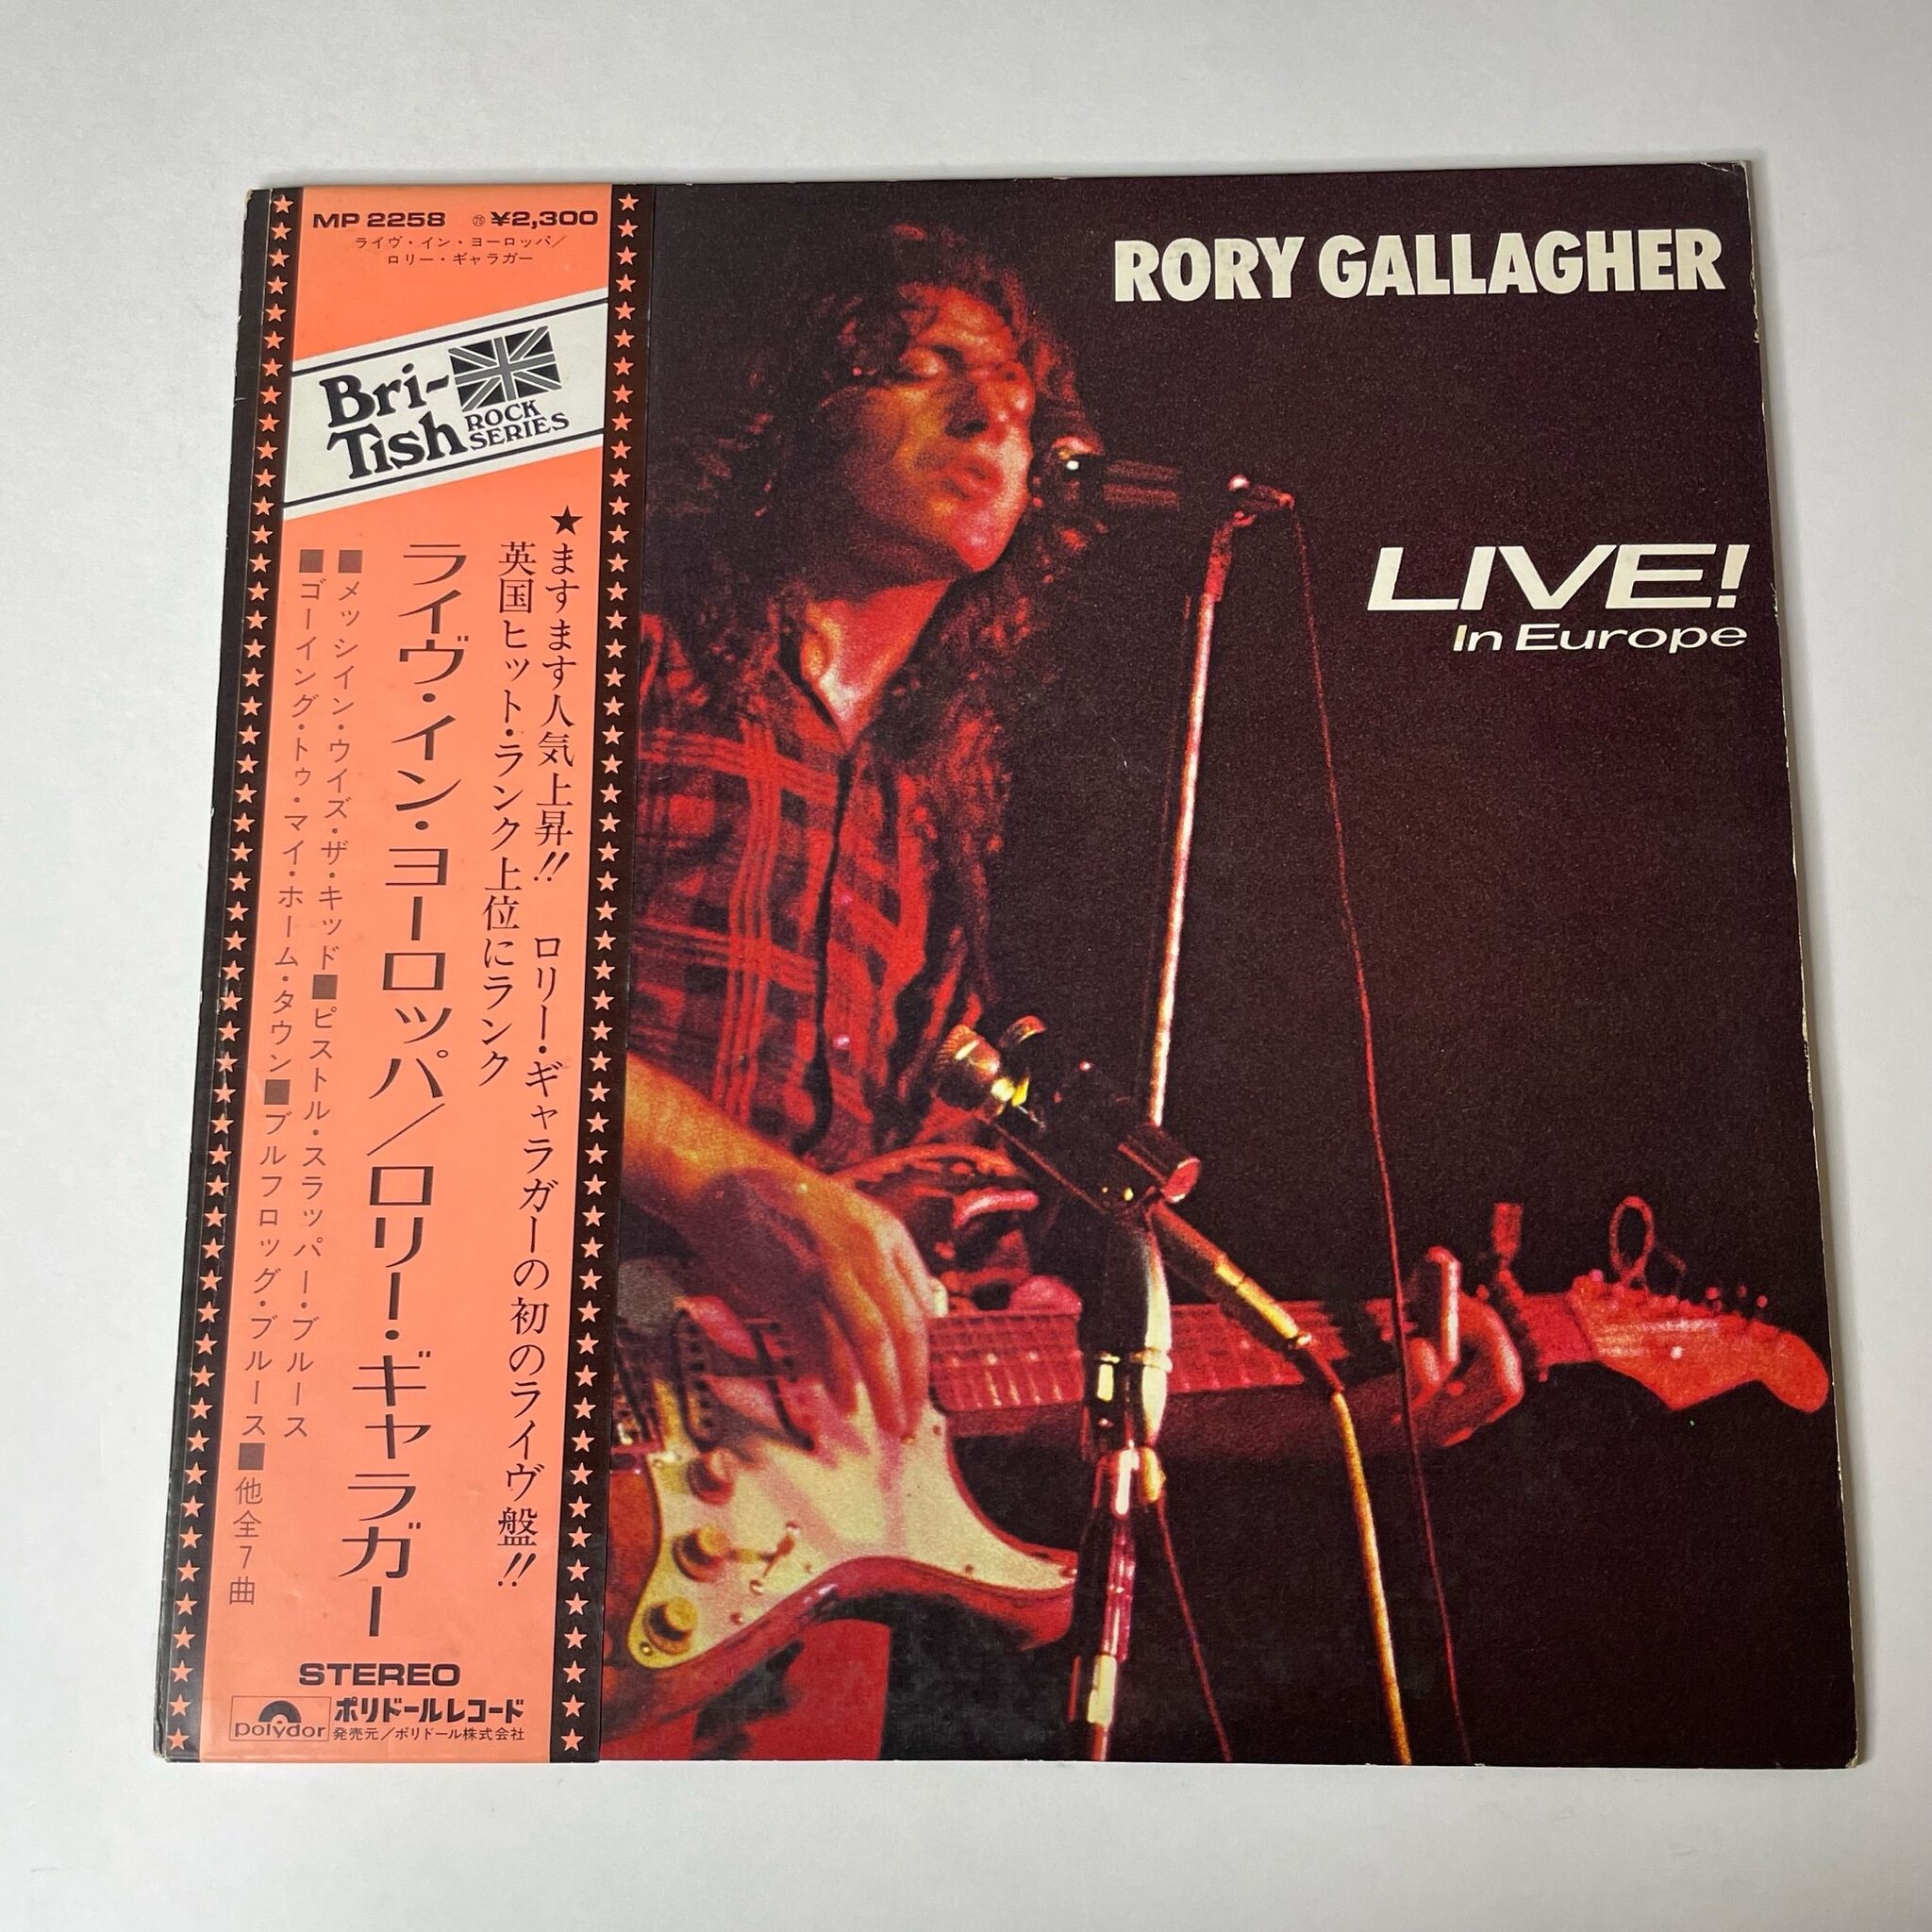 MP 2258 ㊄ ¥2,300
ライヴ・イン・ヨーロッパ／
ロリー・ギャラガー
Bri-
Tish
ROCK
SERIES
★ますます人気上昇!! ロリー・ギャラガーの初のライヴ盤!!
英国ヒット・ランク上位にランク
ライヴ・イン・ヨーロッパ／ロリー・ギャラガー
■メッシイン・ウイズ・ザ・キッド■ピストル・スラッパー・ブルース
■ゴーイング・トゥ・マイ・ホーム・タウン■ブルフロッグ・ブルース■他全7曲
STEREO
polydor ポリドールレコード
発売元／ポリドール株式会社
RORY GALLAGHER
LIVE!
In Europe